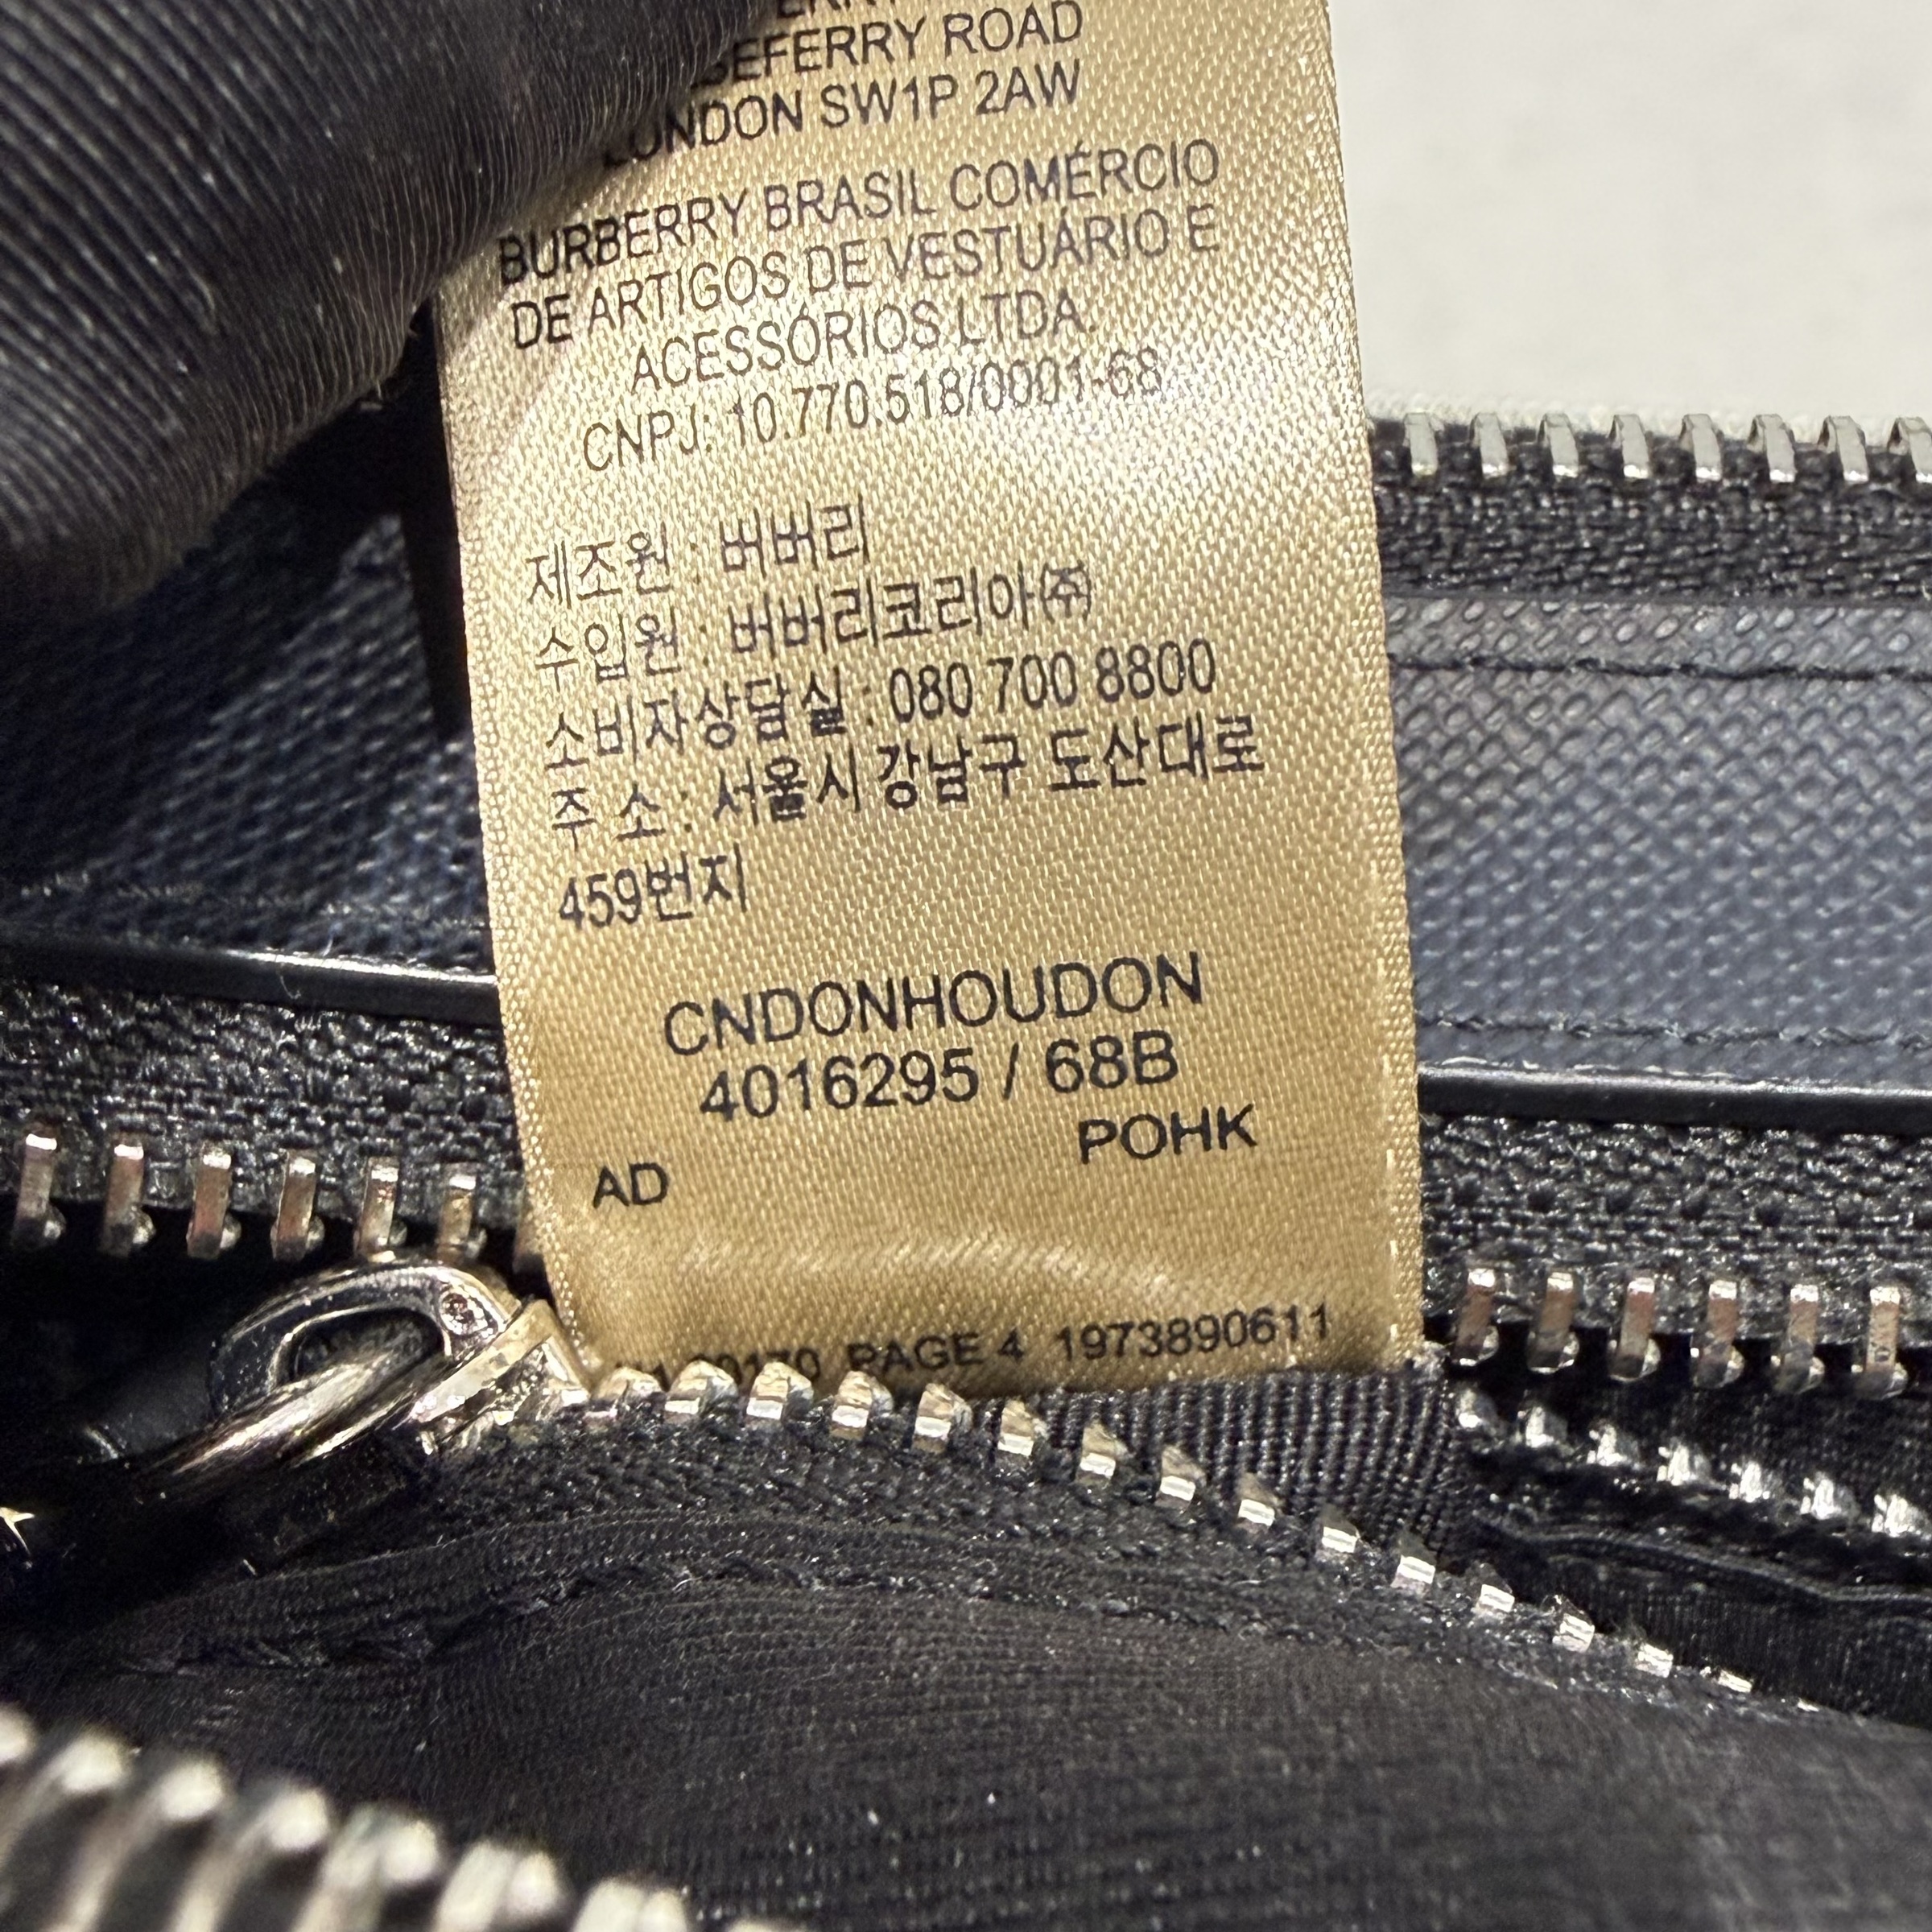 ROAD
LONDON SW1P 2AW
BURBERRY BRASIL COMÉRCIO
DE ARTIGOS DE VESTUÁRIO E
ACESSÓRIOS LTDA.
CNPJ: 10.770.518/0001-68
제조원 : 버버리
수입원 : 버버리코리아(주)
소비자상담실 : 080 700 8800
주 소 : 서울시 강남구 도산대로
459번지
CNDONHOUDON
4016295 / 68B
POHK
AD
PAGE 4 1973890611